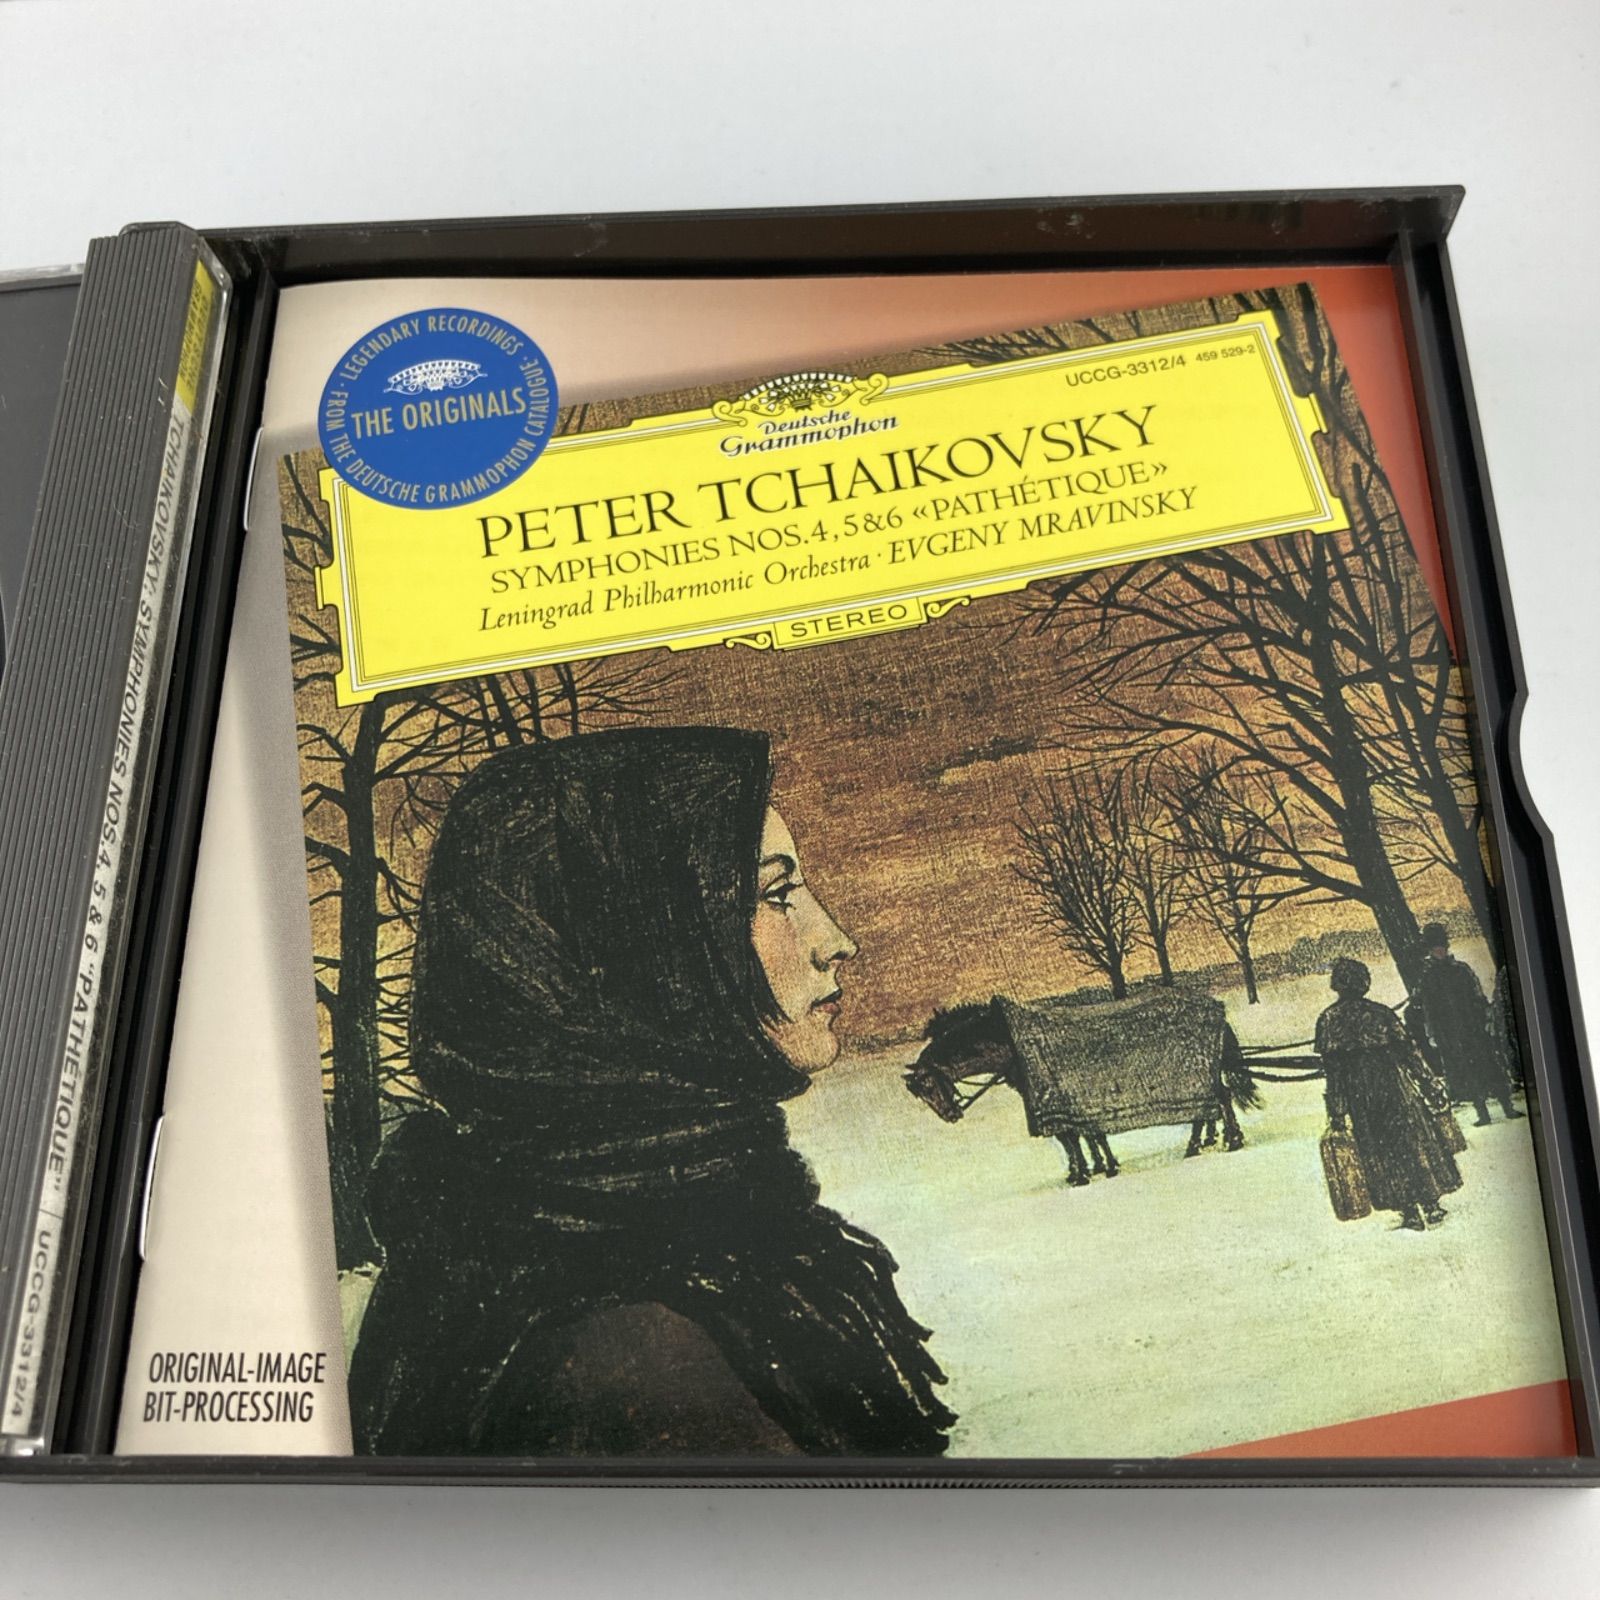 LEGENDARY RECORDINGS ·
FROM THE DEUTSCHE GRAMMOPHON CATALOGUE ·
THE ORIGINALS
UCCG-3312/4 459 529-2
Deutsche
Grammophon
PETER TCHAIKOVSKY
SYMPHONIES NOS.4,5&6 «PATHÉTIQUE»
Leningrad Philharmonic Orchestra · EVGENY MRAVINSKY
STEREO
ORIGINAL-IMAGE
BIT-PROCESSING
TCHAIKOVSKY: SYMPHONIES NOS.4, 5 & 6 "PATHÉTIQUE" | UCCG-3312/4